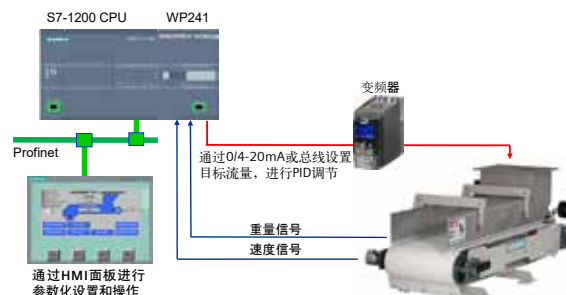 S7-1200 CPU WP241
变频器
Profinet
通过0/4-20mA或总线设置
目标流量，进行PID调节
重量信号
速度信号
通过HMI面板进行
参数化设置和操作